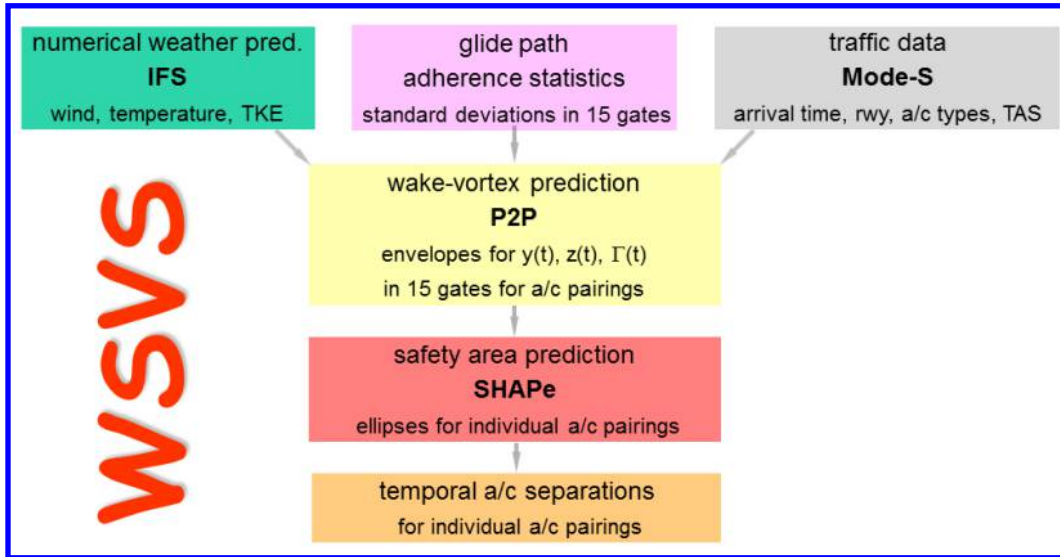 numerical weather pred.
IFS
wind, temperature, TKE
glide path
adherence statistics
standard deviations in 15 gates
traffic data
Mode-S
arrival time, rwy, a/c types, TAS
WSVS
wake-vortex prediction
P2P
envelopes for y(t), z(t), Γ(t)
in 15 gates for a/c pairings
safety area prediction
SHAPe
ellipses for individual a/c pairings
temporal a/c separations
for individual a/c pairings